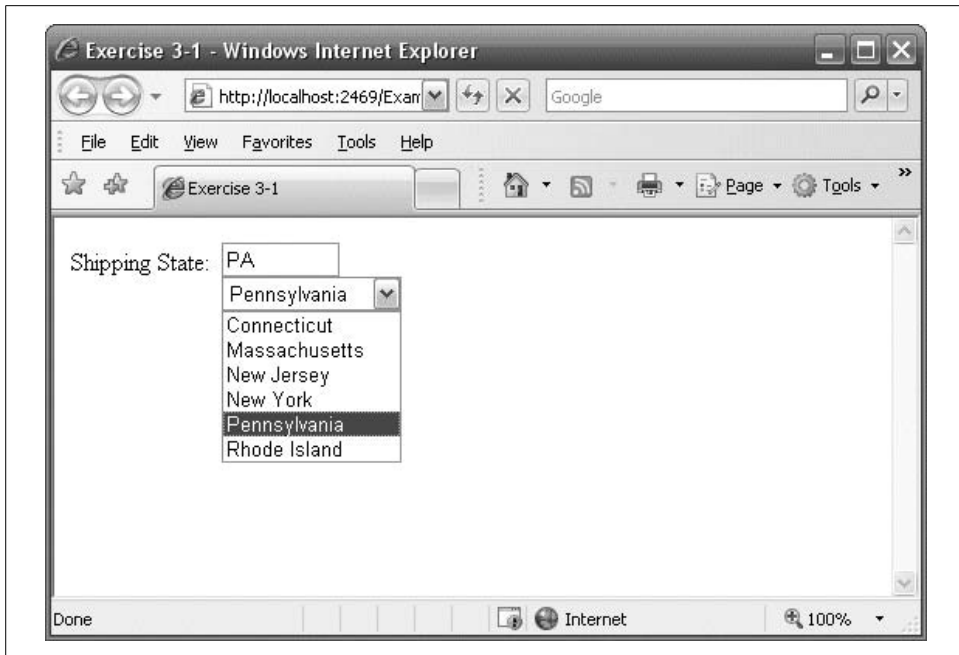 Exercise 3-1 - Windows Internet Explorer
http://localhost:2469/Exam
Google
File Edit View Favorites Tools Help
Exercise 3-1
Page Tools »
Shipping State: PA
Pennsylvania
Connecticut
Massachusetts
New Jersey
New York
Pennsylvania
Rhode Island
Done Internet 100%